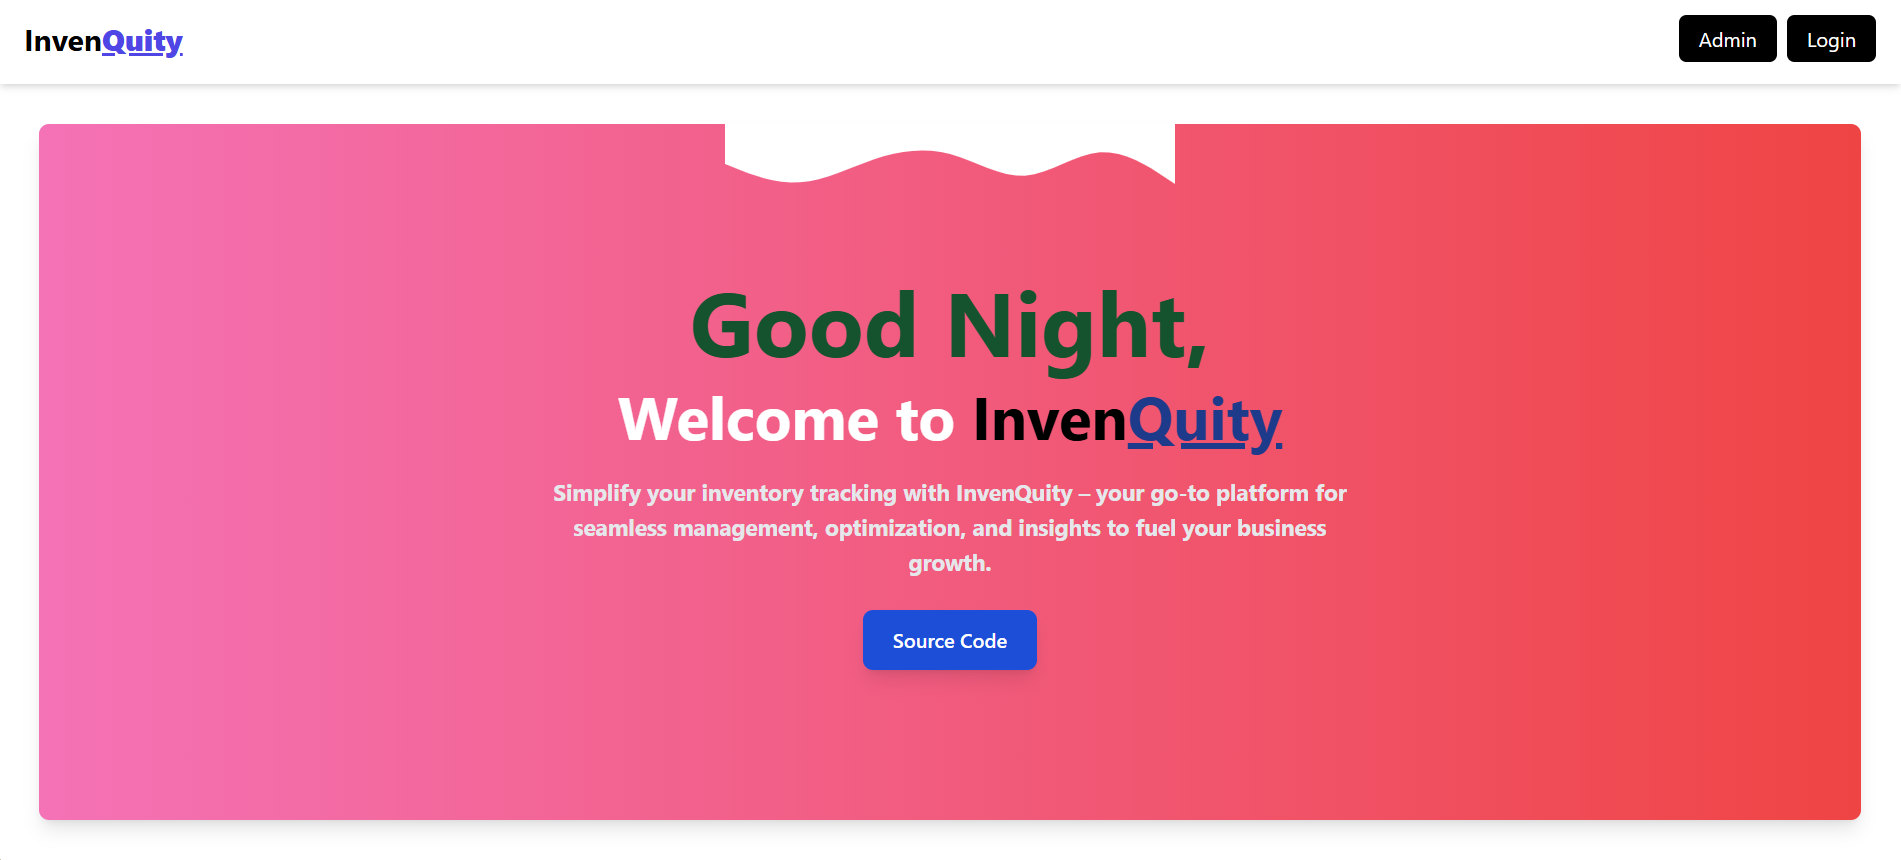 InvenQuity
Admin
Login
Good Night,
Welcome to InvenQuity
Simplify your inventory tracking with InvenQuity – your go-to platform for
seamless management, optimization, and insights to fuel your business
growth.
Source Code